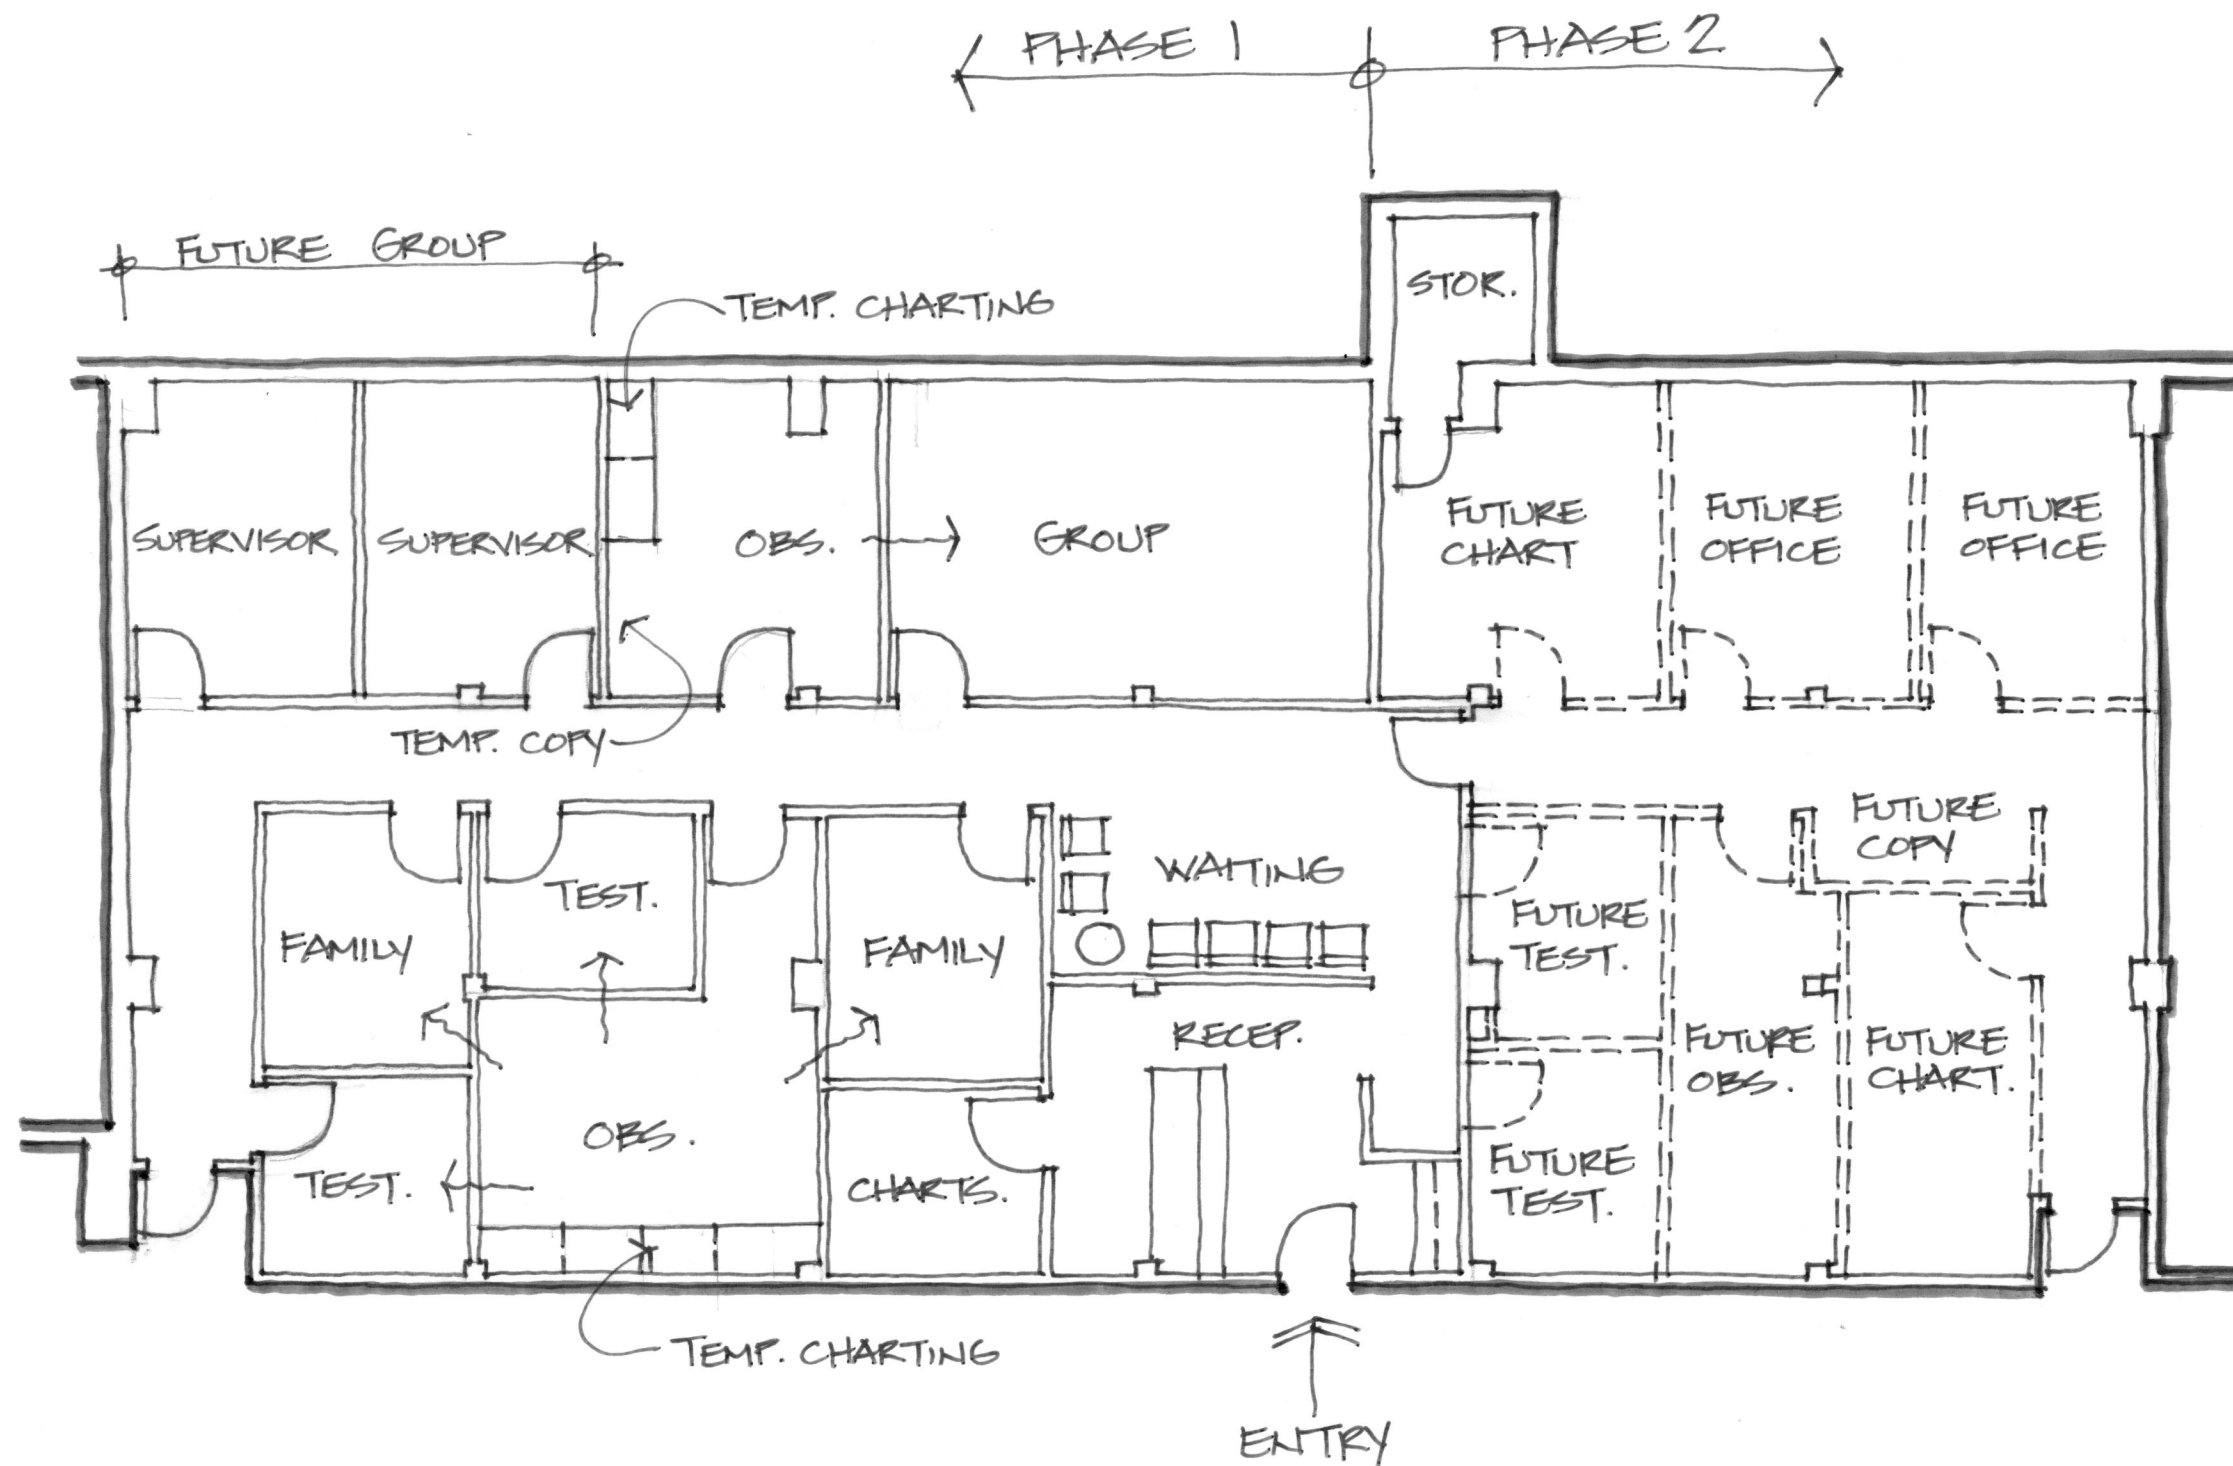 PHASE 1
PHASE 2
FUTURE GROUP
TEMP. CHARTING
STOR.
SUPERVISOR
SUPERVISOR
OBS.
GROUP
FUTURE
CHART
FUTURE
OFFICE
FUTURE
OFFICE
TEMP. COPY
FAMILY
TEST.
FAMILY
WAITING
FUTURE
COPY
FUTURE
TEST.
RECEP.
FUTURE
OBS.
FUTURE
CHART.
TEST.
OBS.
CHARTS.
FUTURE
TEST.
TEMP. CHARTING
ENTRY